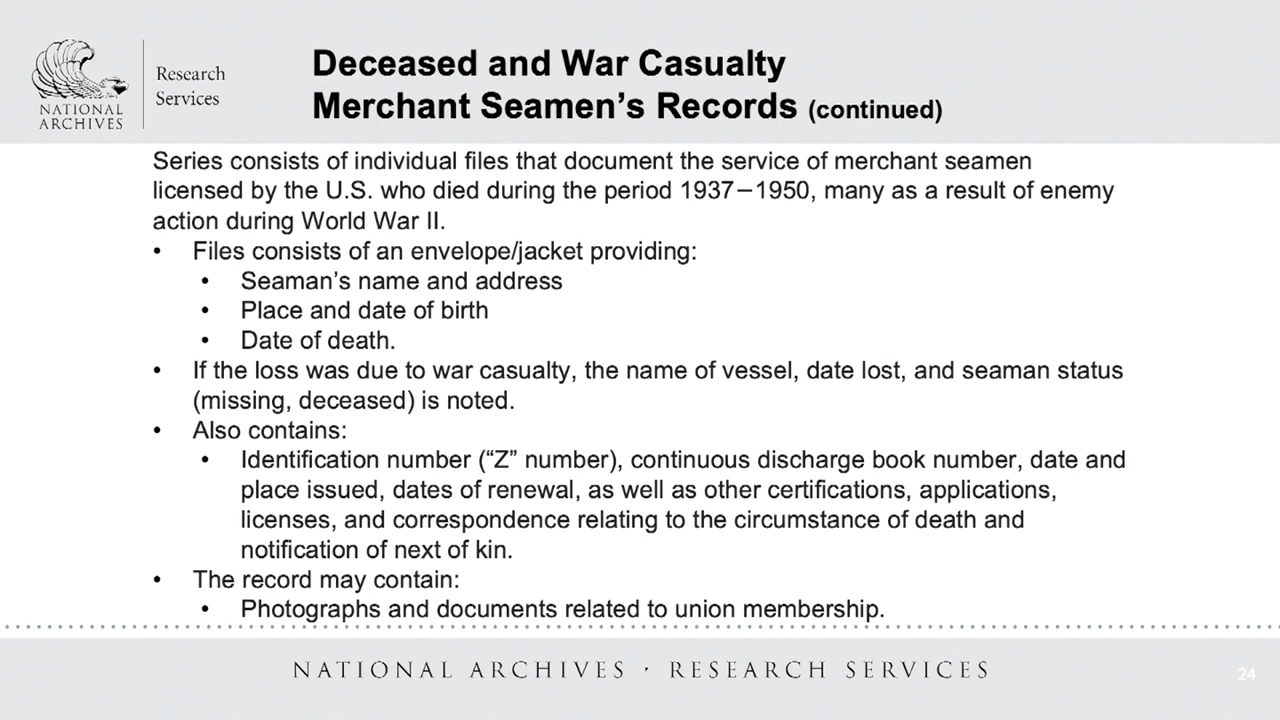 NATIONAL
ARCHIVES
Research
Services
Deceased and War Casualty
Merchant Seamen’s Records (continued)
Series consists of individual files that document the service of merchant seamen
licensed by the U.S. who died during the period 1937–1950, many as a result of enemy
action during World War II.
• Files consists of an envelope/jacket providing:
• Seaman’s name and address
• Place and date of birth
• Date of death.
• If the loss was due to war casualty, the name of vessel, date lost, and seaman status
(missing, deceased) is noted.
• Also contains:
• Identification number (“Z” number), continuous discharge book number, date and
place issued, dates of renewal, as well as other certifications, applications,
licenses, and correspondence relating to the circumstance of death and
notification of next of kin.
• The record may contain:
• Photographs and documents related to union membership.
NATIONAL ARCHIVES · RESEARCH SERVICES
24